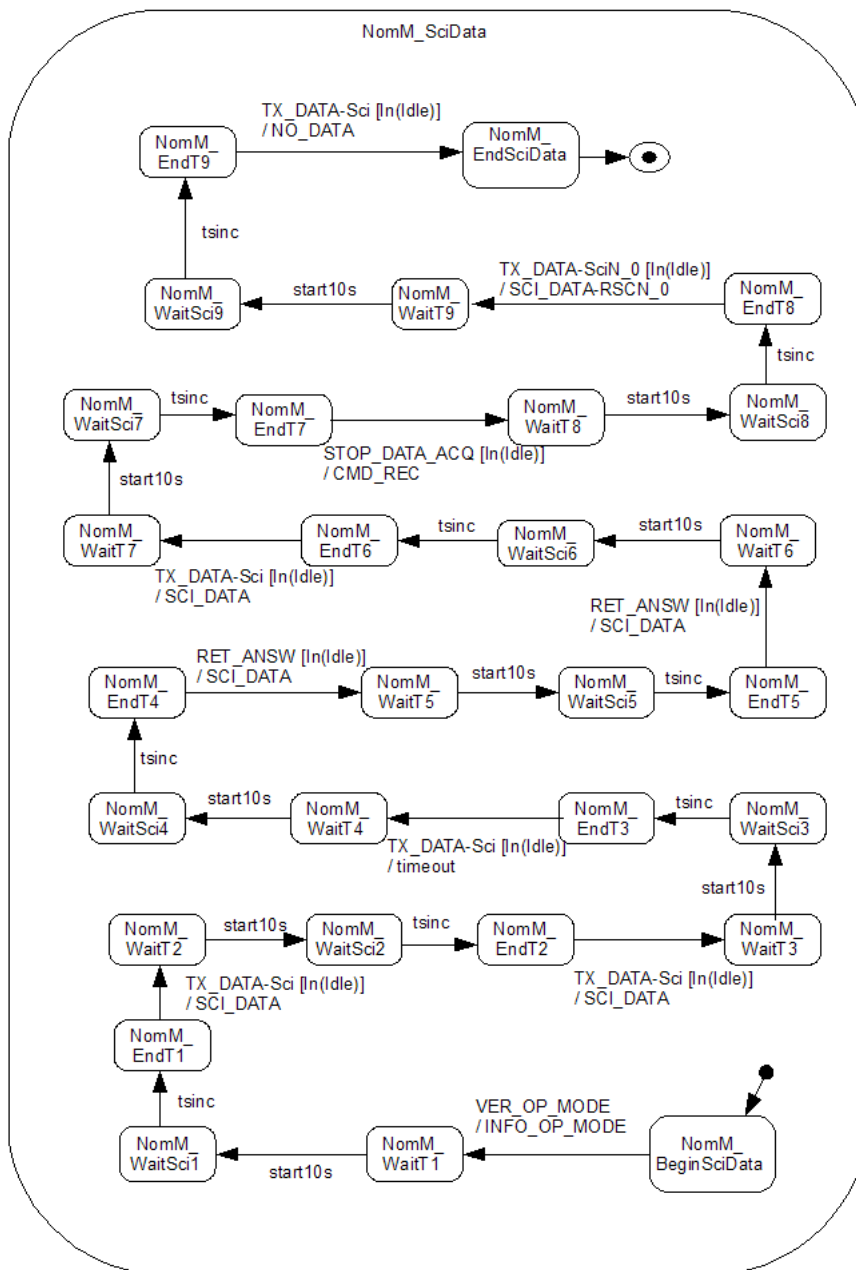 NomM_SciData
TX_DATA-Sci [In(Idle)]
/ NO_DATA
NomM_
EndT9
NomM_
EndSciData
tsinc
TX_DATA-SciN_0 [In(Idle)]
/ SCI_DATA-RSCN_0
start10s
NomM_
WaitSci9
NomM_
WaitT9
NomM_
EndT8
tsinc
NomM_
WaitSci7
tsinc
NomM_
EndT7
NomM_
WaitT8
start10s
NomM_
WaitSci8
STOP_DATA_ACQ [In(Idle)]
/ CMD_REC
start10s
NomM_
WaitT7
NomM_
EndT6
tsinc
NomM_
WaitSci6
start10s
NomM_
WaitT6
TX_DATA-Sci [In(Idle)]
/ SCI_DATA
RET_ANSW [In(Idle)]
/ SCI_DATA
RET_ANSW [In(Idle)]
/ SCI_DATA
NomM_
EndT4
NomM_
WaitT5
start10s
NomM_
WaitSci5
tsinc
NomM_
EndT5
tsinc
NomM_
WaitSci4
start10s
NomM_
WaitT4
NomM_
EndT3
tsinc
NomM_
WaitSci3
TX_DATA-Sci [In(Idle)]
/ timeout
start10s
NomM_
WaitT2
start10s
NomM_
WaitSci2
tsinc
NomM_
EndT2
NomM_
WaitT3
TX_DATA-Sci [In(Idle)]
/ SCI_DATA
TX_DATA-Sci [In(Idle)]
/ SCI_DATA
NomM_
EndT1
tsinc
VER_OP_MODE
/ INFO_OP_MODE
NomM_
WaitSci1
start10s
NomM_
WaitT1
NomM_
BeginSciData